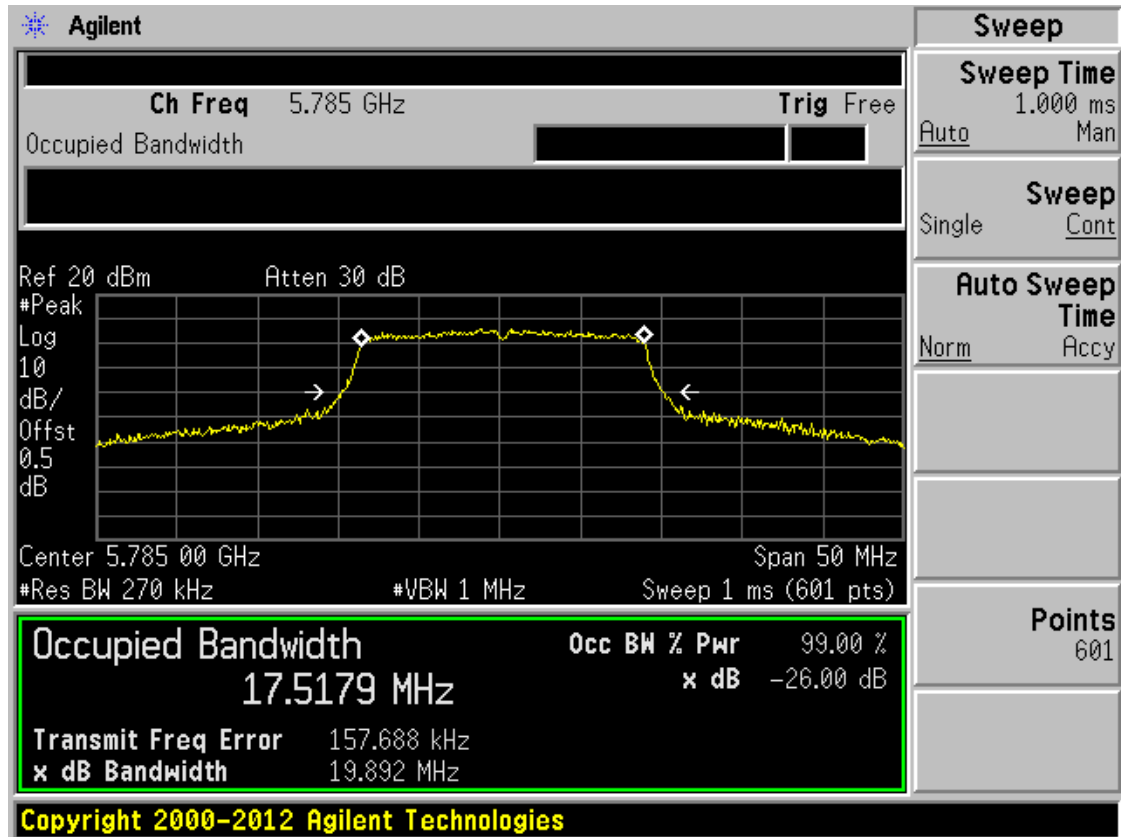 Agilent
Sweep
Ch Freq 5.785 GHz Trig Free
Occupied Bandwidth
Sweep Time
1.000 ms
Auto Man
Sweep
Single Cont
Auto Sweep
Time
Norm Accy
Ref 20 dBm Atten 30 dB
#Peak
Log
10
dB/
Offst
0.5
dB
Center 5.785 00 GHz Span 50 MHz
#Res BW 270 kHz #VBW 1 MHz Sweep 1 ms (601 pts)
Points
601
Occupied Bandwidth
17.5179 MHz
Occ BW % Pwr 99.00 %
x dB -26.00 dB
Transmit Freq Error 157.688 kHz
x dB Bandwidth 19.892 MHz
Copyright 2000-2012 Agilent Technologies